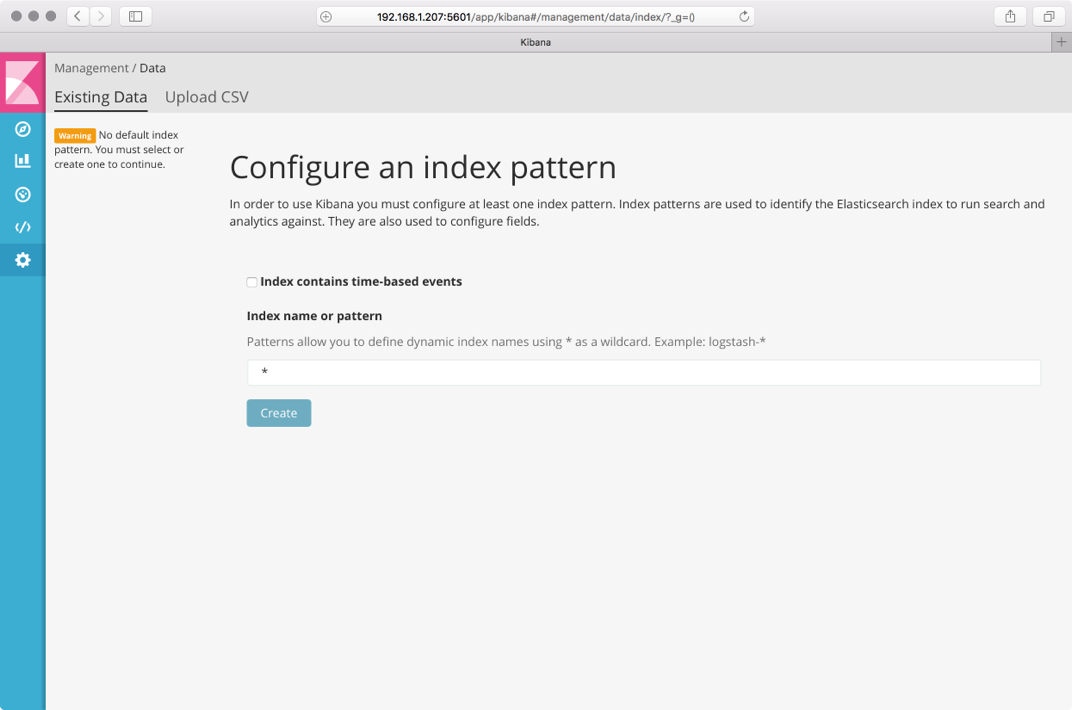 192.168.1.207:5601/app/kibana#/management/data/index/?_g=()
Kibana
Management / Data
Existing Data Upload CSV
Warning No default index
pattern. You must select or
create one to continue.
Configure an index pattern
In order to use Kibana you must configure at least one index pattern. Index patterns are used to identify the Elasticsearch index to run search and
analytics against. They are also used to configure fields.
Index contains time-based events
Index name or pattern
Patterns allow you to define dynamic index names using * as a wildcard. Example: logstash-*
*
Create